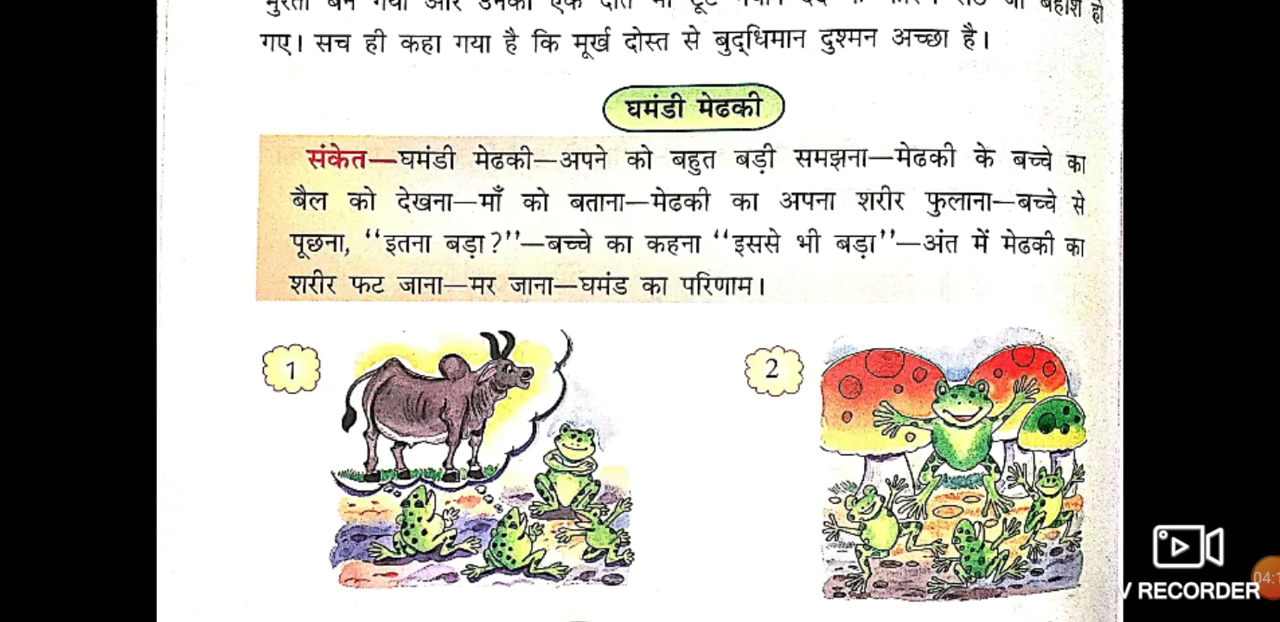 गए। सच ही कहा गया है कि मूर्ख दोस्त से बुद्धिमान दुश्मन अच्छा है।
घमंडी मेढकी
संकेत—घमंडी मेढकी—अपने को बहुत बड़ी समझना—मेढकी के बच्चे का
बैल को देखना—माँ को बताना—मेढकी का अपना शरीर फुलाना—बच्चे से
पूछना, “इतना बड़ा?”—बच्चे का कहना “इससे भी बड़ा”—अंत में मेढकी का
शरीर फट जाना—मर जाना—घमंड का परिणाम।
1
2
RECORDER